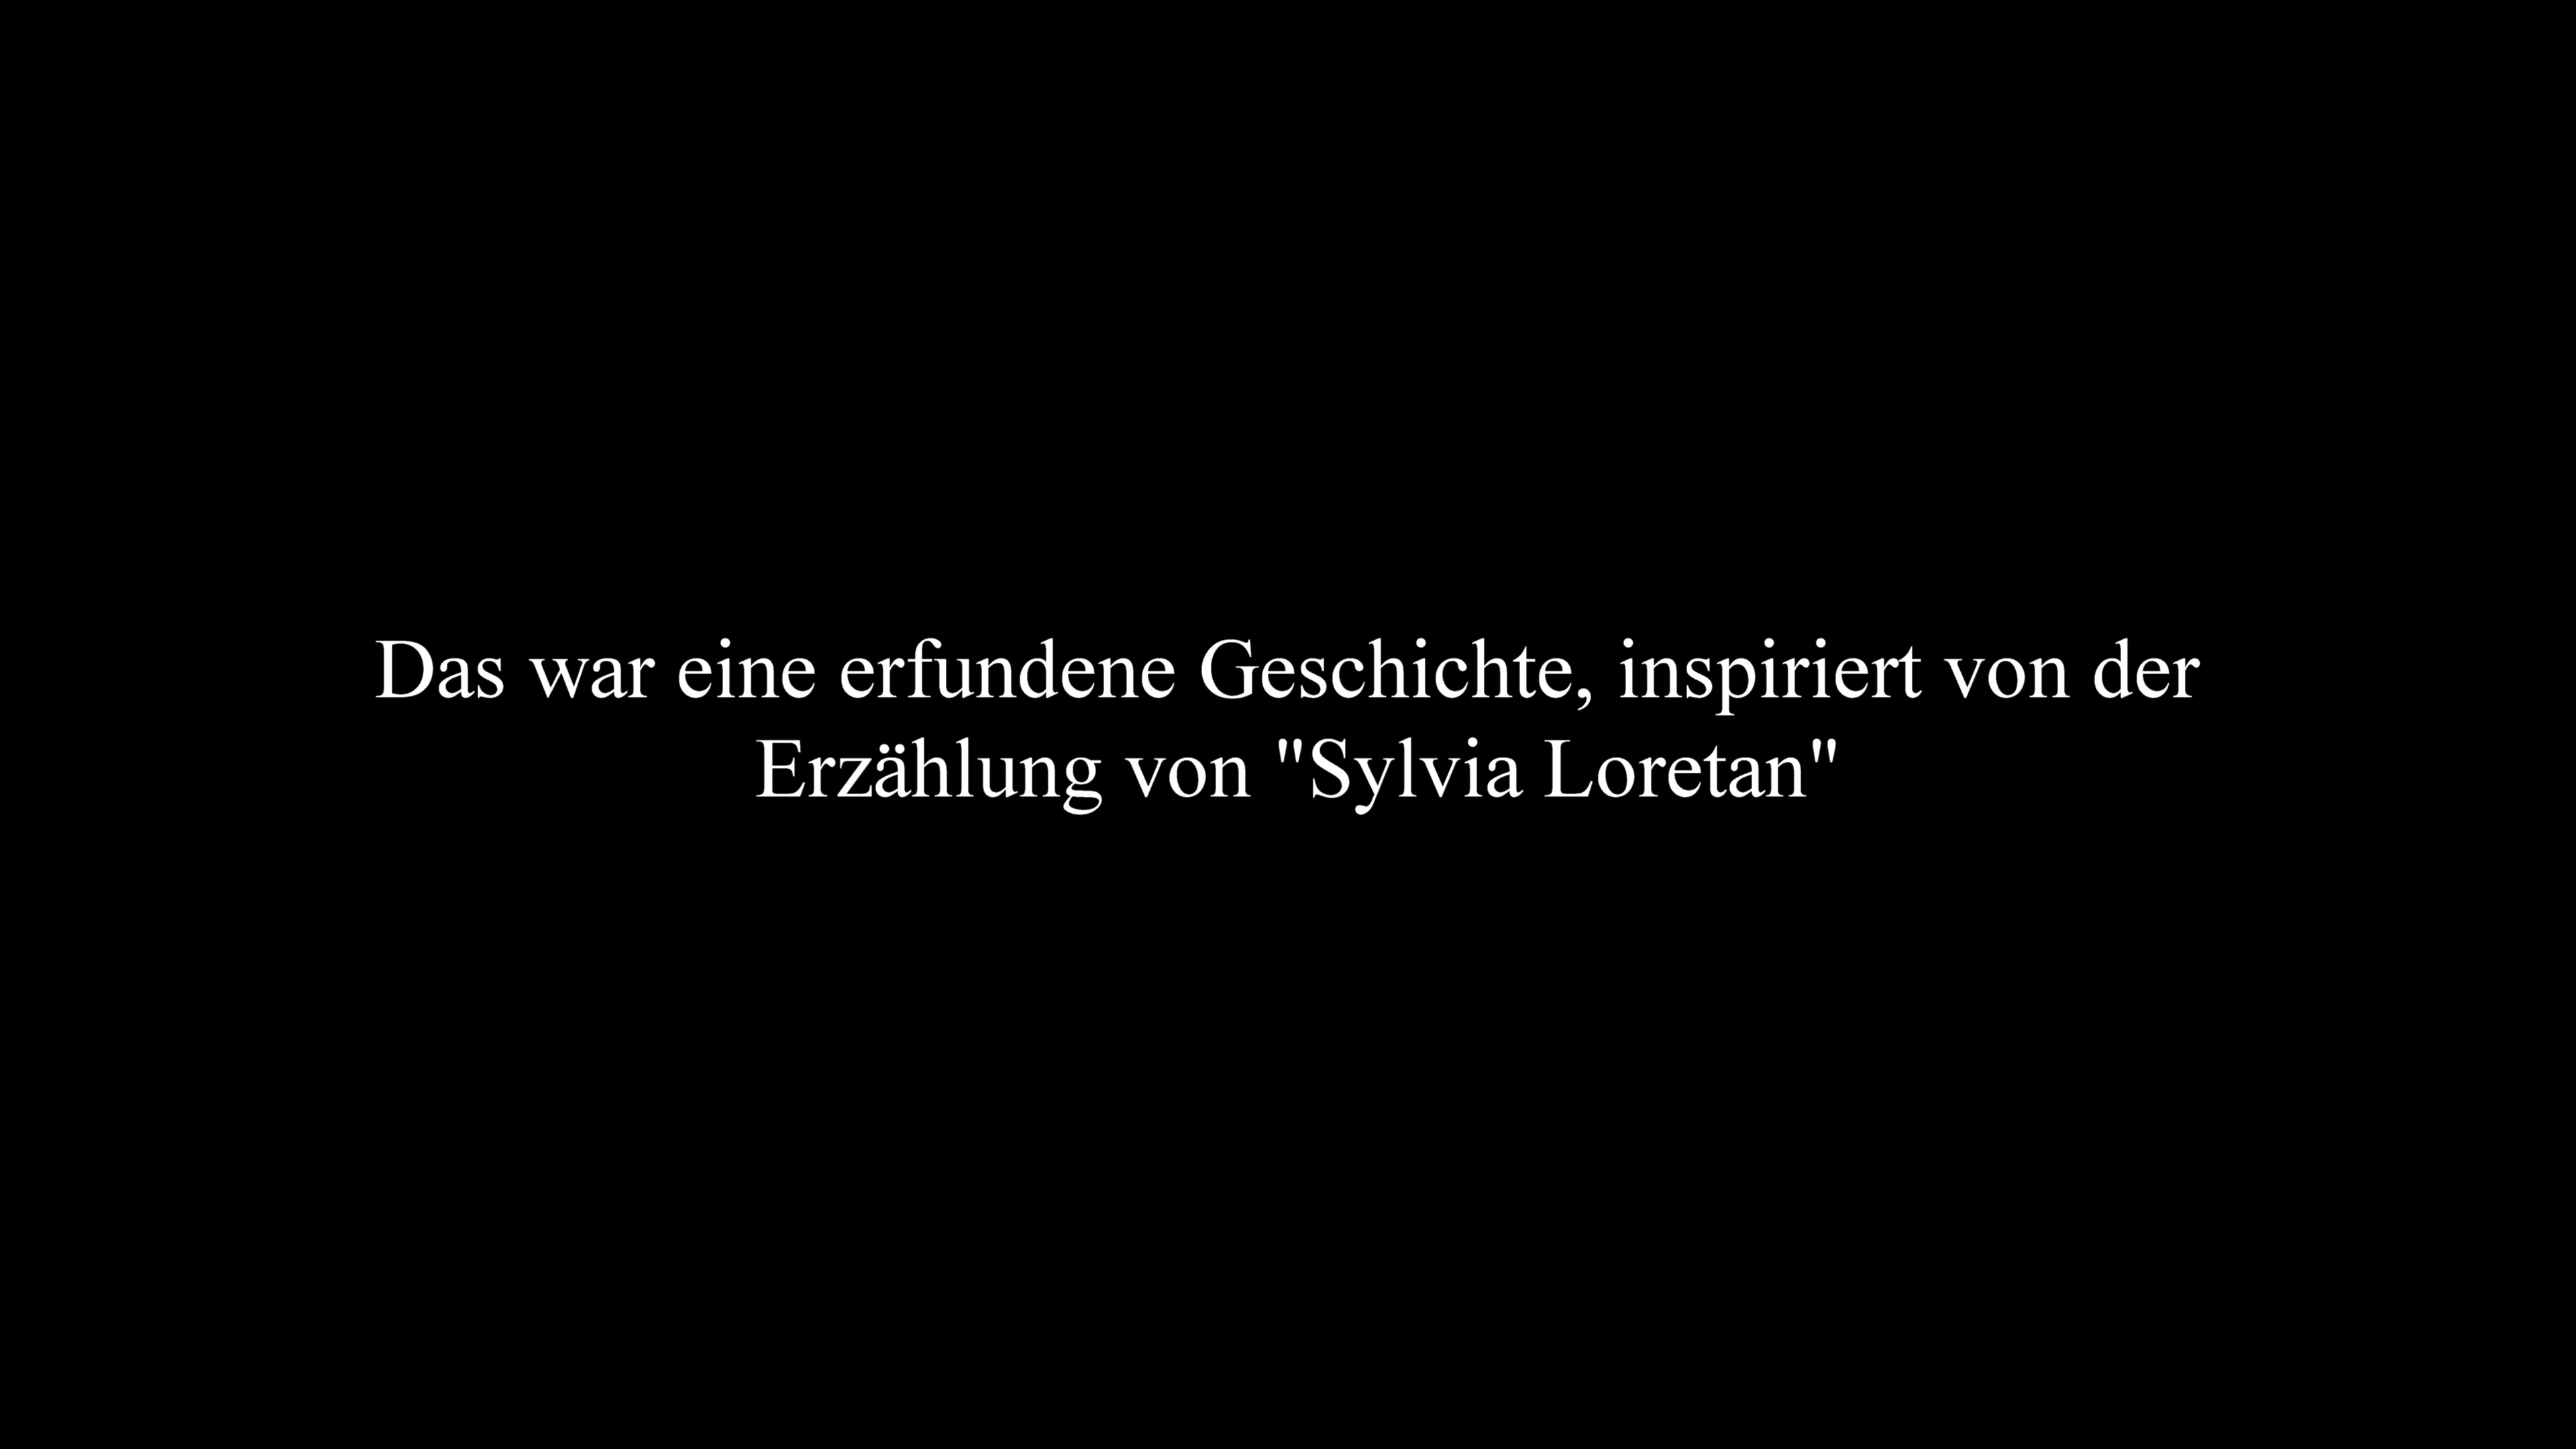 Das war eine erfundene Geschichte, inspiriert von der
Erzählung von "Sylvia Loretan"